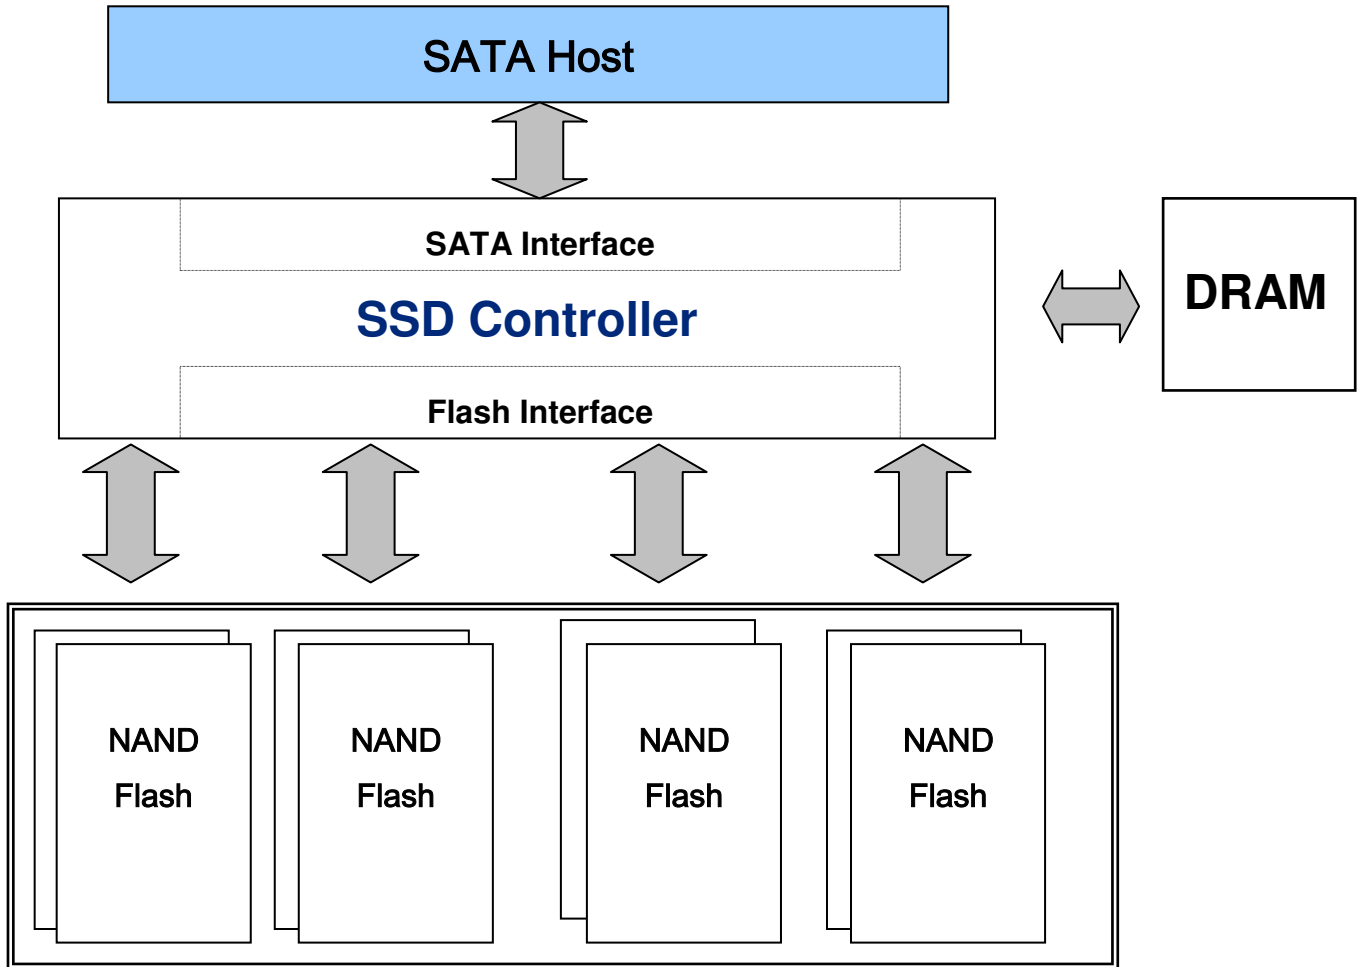 SATA Host
SATA Interface
SSD Controller
DRAM
Flash Interface
NAND
Flash
NAND
Flash
NAND
Flash
NAND
Flash